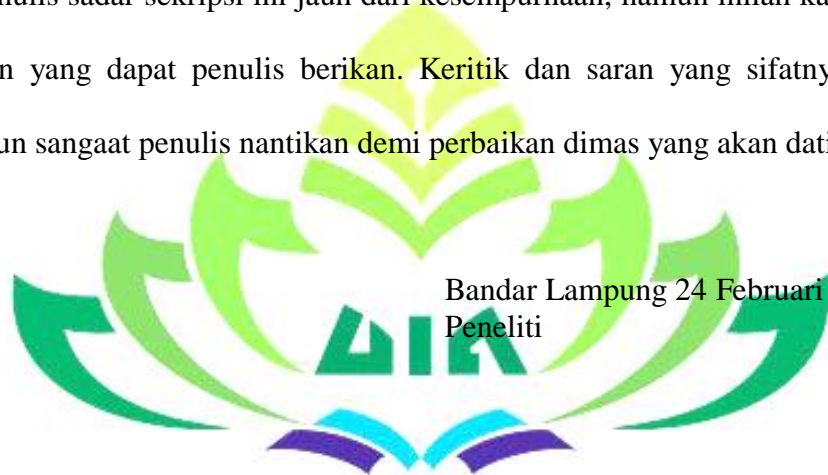 nulis sadar sekripsi ini jauh dari kesempurnaan, namun inilah ka
n yang dapat penulis berikan. Keritik dan saran yang sifatny
un sangaat penulis nantikan demi perbaikan dimas yang akan dati
Bandar Lampung 24 Februari
Peneliti